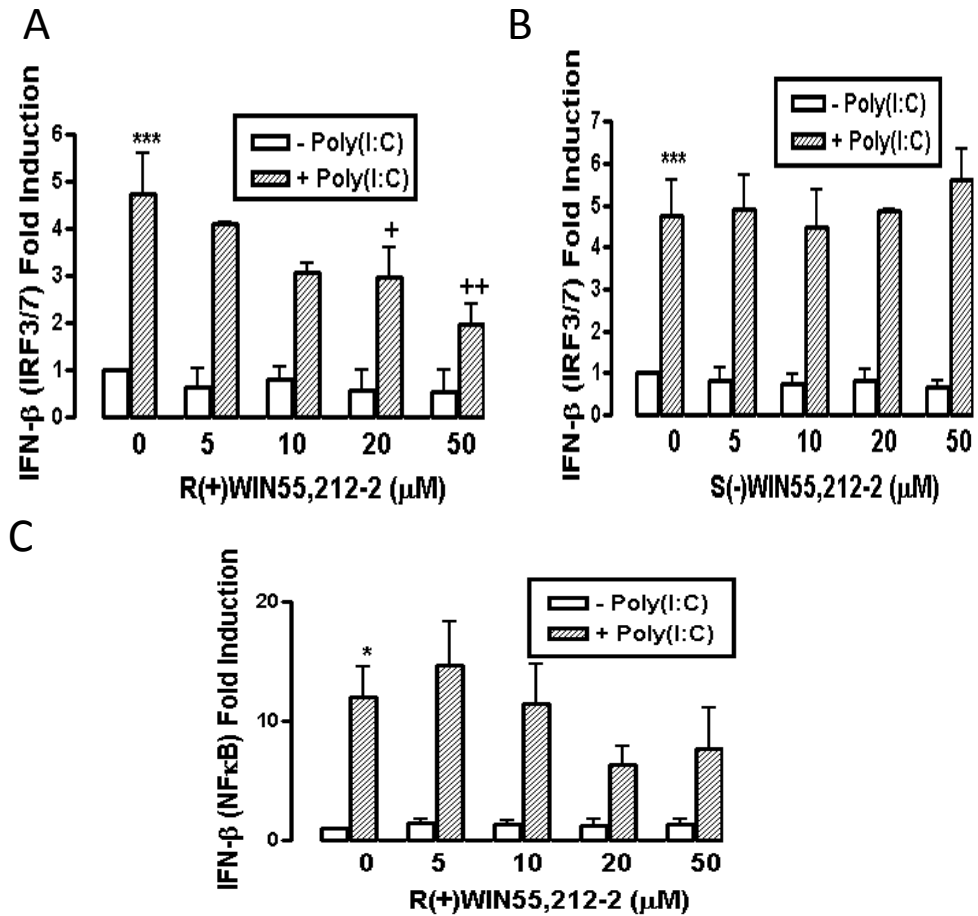 A
IFN-β (IRF3/7) Fold Induction
6
5
4
3
2
1
0
- Poly(I:C)
+ Poly(I:C)
***
+
++
0 5 10 20 50
R(+)WIN55,212-2 (μM)
B
IFN-β (IRF3/7) Fold Induction
7
6
5
4
3
2
1
0
- Poly(I:C)
+ Poly(I:C)
***
0 5 10 20 50
S(-)WIN55,212-2 (μM)
C
IFN-β (NFκB) Fold Induction
20
10
0
- Poly(I:C)
+ Poly(I:C)
*
0 5 10 20 50
R(+)WIN55,212-2 (μM)